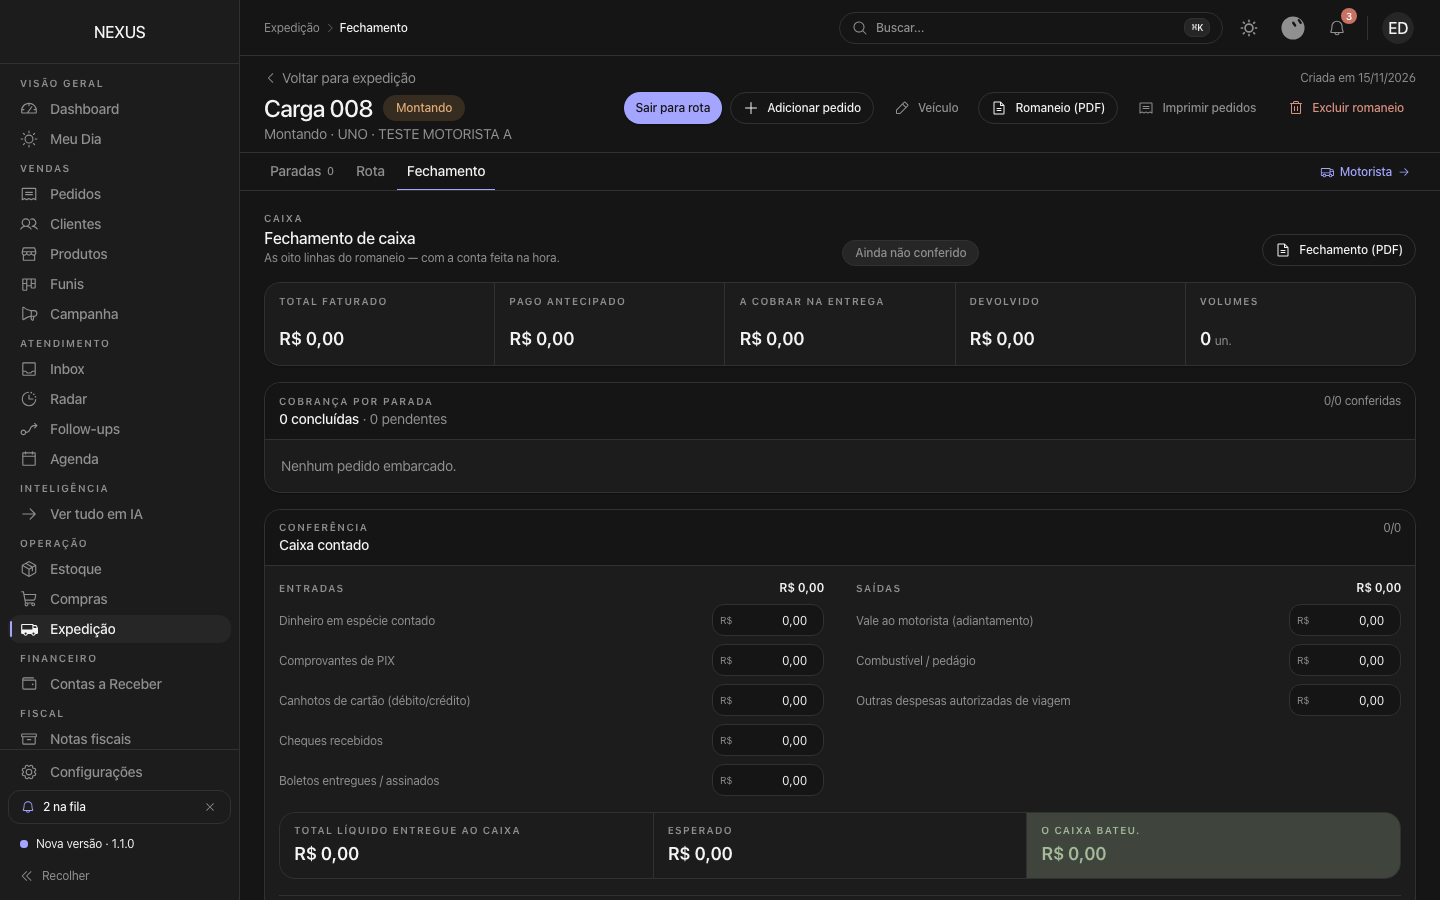 NEXUS
VISÃO GERAL
Dashboard
Meu Dia
VENDAS
Pedidos
Clientes
Produtos
Funis
Campanha
ATENDIMENTO
Inbox
Radar
Follow-ups
Agenda
INTELIGÊNCIA
Ver tudo em IA
OPERAÇÃO
Estoque
Compras
Expedição
FINANCEIRO
Contas a Receber
FISCAL
Notas fiscais
Configurações
2 na fila
Nova versão · 1.1.0
Recolher
Expedição > Fechamento
Buscar...
⌘K
3
ED
Voltar para expedição
Criada em 15/11/2026
Carga 008
Montando
Sair para rota
Adicionar pedido
Veículo
Romaneio (PDF)
Imprimir pedidos
Excluir romaneio
Montando · UNO · TESTE MOTORISTA A
Paradas 0
Rota
Fechamento
Motorista →
CAIXA
Fechamento de caixa
As oito linhas do romaneio — com a conta feita na hora.
Ainda não conferido
Fechamento (PDF)
TOTAL FATURADO
R$ 0,00
PAGO ANTECIPADO
R$ 0,00
A COBRAR NA ENTREGA
R$ 0,00
DEVOLVIDO
R$ 0,00
VOLUMES
0 un.
COBRANÇA POR PARADA
0 concluídas · 0 pendentes
0/0 conferidas
Nenhum pedido embarcado.
CONFERÊNCIA
Caixa contado
0/0
ENTRADAS R$ 0,00
Dinheiro em espécie contado R$ 0,00
Comprovantes de PIX R$ 0,00
Canhotos de cartão (débito/crédito) R$ 0,00
Cheques recebidos R$ 0,00
Boletos entregues / assinados R$ 0,00
SAÍDAS R$ 0,00
Vale ao motorista (adiantamento) R$ 0,00
Combustível / pedágio R$ 0,00
Outras despesas autorizadas de viagem R$ 0,00
TOTAL LÍQUIDO ENTREGUE AO CAIXA
R$ 0,00
ESPERADO
R$ 0,00
O CAIXA BATEU.
R$ 0,00